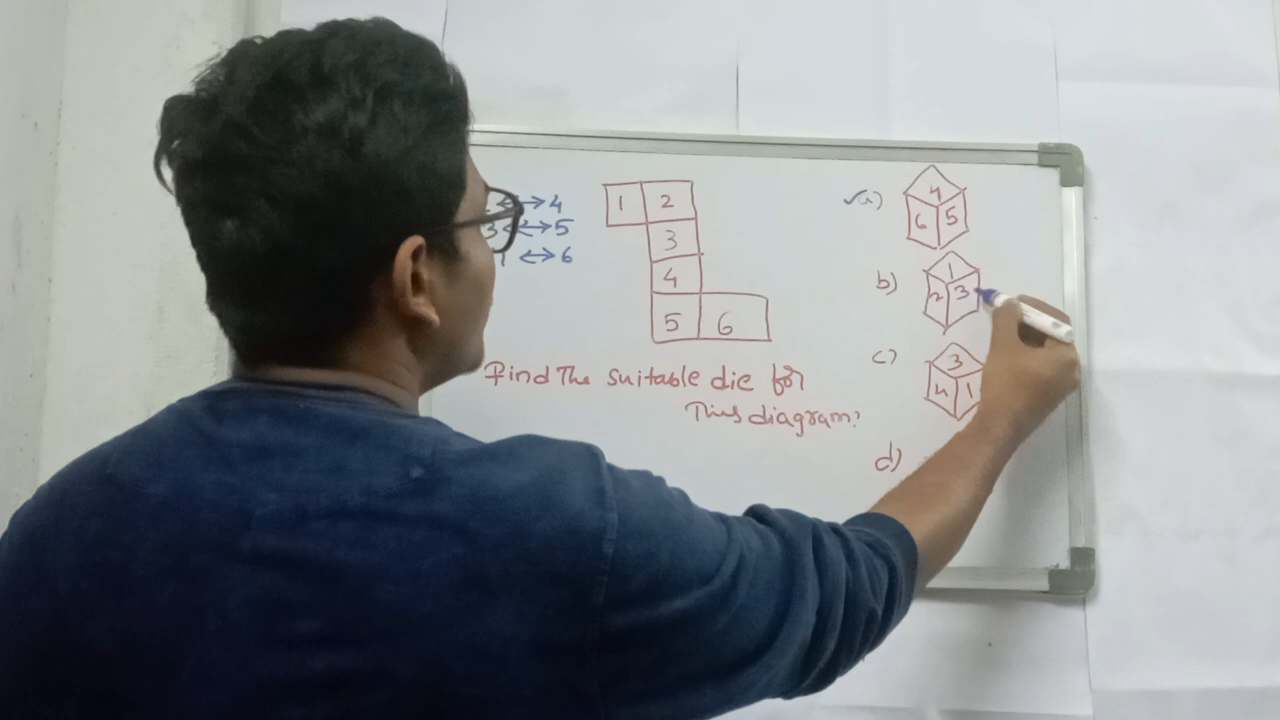 ↔ 4
3 ↔ 5
↔ 6
1 2
3
4
5 6
Find The suitable die for
This diagram?
✓a)
4
6 5
b)
1
2 3
c)
3
4 1
d)